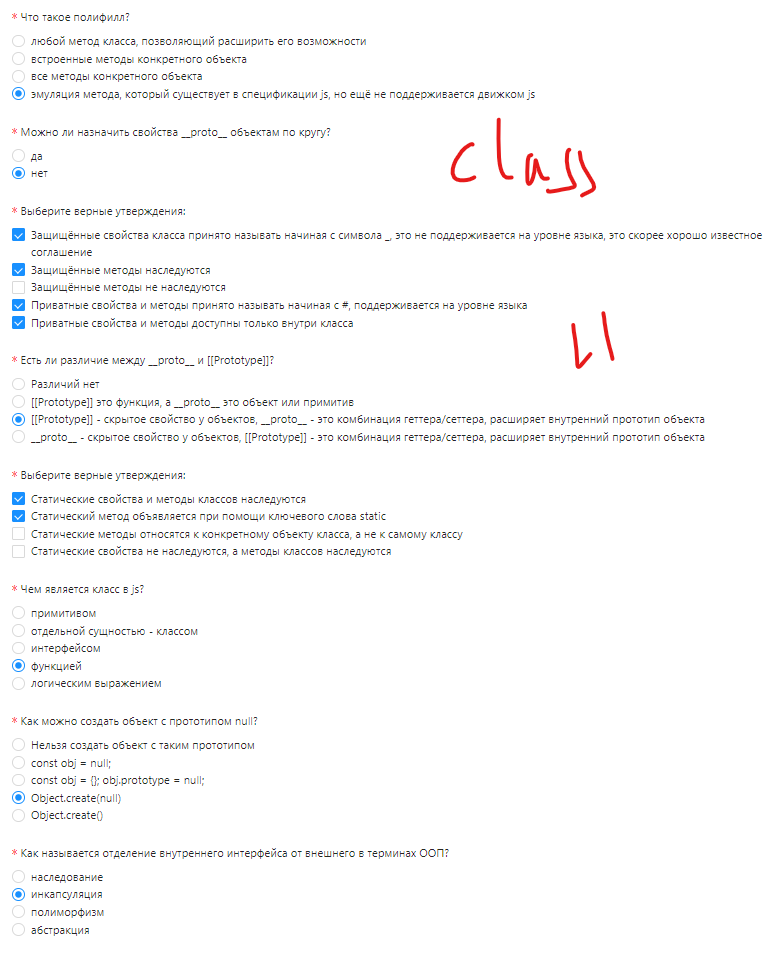 * Что такое полифилл?
любой метод класса, позволяющий расширить его возможности
встроенные методы конкретного объекта
все методы конкретного объекта
эмуляция метода, который существует в спецификации js, но ещё не поддерживается движком js
* Можно ли назначить свойства __proto__ объектам по кругу?
да
class
нет
* Выберите верные утверждения:
Защищённые свойства класса принято называть начиная с символа _, это не поддерживается на уровне языка, это скорее хорошо известное
соглашение
Защищённые методы наследуются
Защищённые методы не наследуются
Приватные свойства и методы принято называть начиная с #, поддерживается на уровне языка
Приватные свойства и методы доступны только внутри класса
* Есть ли различие между __proto__ и [[Prototype]]?
Различий нет
[[Prototype]] это функция, а __proto__ это объект или примитив
[[Prototype]] - скрытое свойство у объектов, __proto__ - это комбинация геттера/сеттера, расширяет внутренний прототип объекта
__proto__ - скрытое свойство у объектов, [[Prototype]] - это комбинация геттера/сеттера, расширяет внутренний прототип объекта
* Выберите верные утверждения:
Статические свойства и методы классов наследуются
Статический метод объявляется при помощи ключевого слова static
Статические методы относятся к конкретному объекту класса, а не к самому классу
Статические свойства не наследуются, а методы классов наследуются
* Чем является класс в js?
примитивом
отдельной сущностью - классом
интерфейсом
функцией
логическим выражением
* Как можно создать объект с прототипом null?
Нельзя создать объект с таким прототипом
const obj = null;
const obj = {}; obj.prototype = null;
Object.create(null)
Object.create()
* Как называется отделение внутреннего интерфейса от внешнего в терминах ООП?
наследование
инкапсуляция
полиморфизм
абстракция